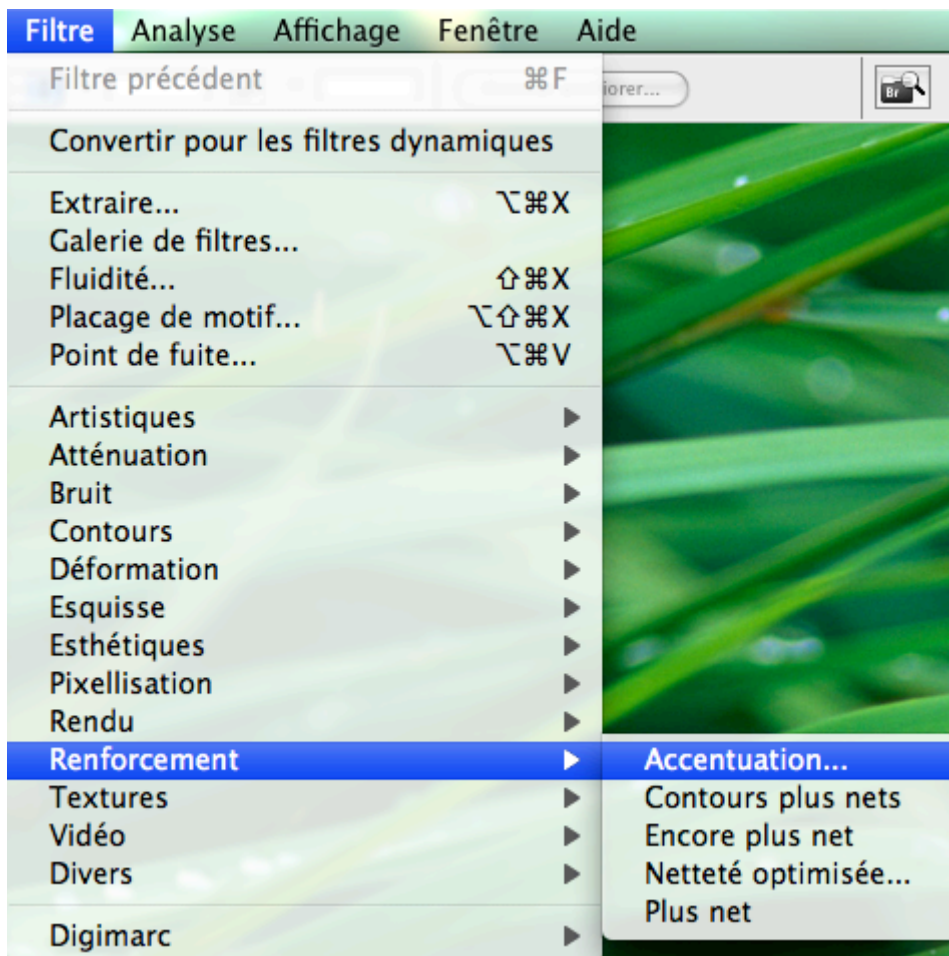 Filtre Analyse Affichage Fenêtre Aide
Filtre précédent ⌘F
iorer...
Br
Convertir pour les filtres dynamiques
Extraire... ⌥⌘X
Galerie de filtres...
Fluidité... ⇧⌘X
Placage de motif... ⌥⇧⌘X
Point de fuite... ⌥⌘V
Artistiques
Atténuation
Bruit
Contours
Déformation
Esquisse
Esthétiques
Pixellisation
Rendu
Renforcement
Accentuation...
Contours plus nets
Encore plus net
Netteté optimisée...
Plus net
Textures
Vidéo
Divers
Digimarc